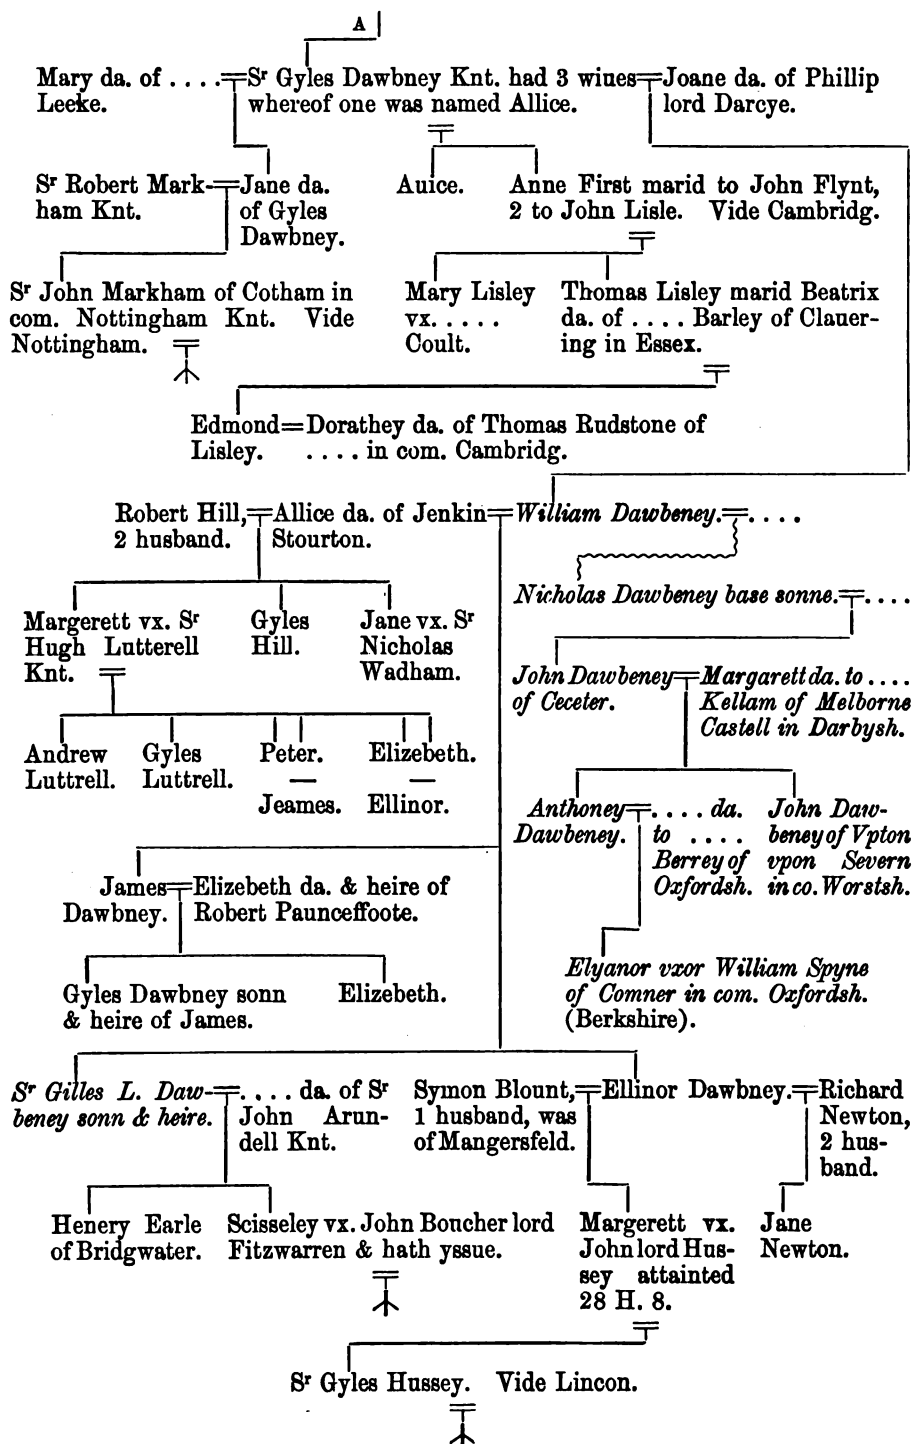 A
Mary da. of . . . .
Leeke.
Sr Gyles Dawbney Knt. had 3 wiues
whereof one was named Allice.
Joane da. of Phillip
lord Darcye.
Sr Robert Mark-
ham Knt.
Jane da.
of Gyles
Dawbney.
Auice.
Anne First marid to John Flynt,
2 to John Lisle. Vide Cambridg.
Sr John Markham of Cotham in
com. Nottingham Knt. Vide
Nottingham.
Mary Lisley
vx. . . . .
Coult.
Thomas Lisley marid Beatrix
da. of . . . . Barley of Clauer-
ing in Essex.
Edmond=
Lisley.
Dorathey da. of Thomas Rudstone of
. . . . in com. Cambridg.
Robert Hill,
2 husband.
Allice da. of Jenkin
Stourton.
William Dawbeney.
. . . .
Nicholas Dawbeney base sonne.
. . . .
Margerett vx. Sr
Hugh Lutterell
Knt.
Gyles
Hill.
Jane vx. Sr
Nicholas
Wadham.
John Dawbeney
of Ceceter.
Margarett da. to . . . .
Kellam of Melborne
Castell in Darbysh.
Andrew
Luttrell.
Gyles
Luttrell.
Peter.
—
Jeames.
Elizebeth.
—
Ellinor.
Anthoney
Dawbeney.
. . . . da.
to . . . .
Berrey of
Oxfordsh.
John Daw-
beney of Vpton
vpon Severn
in co. Worstsh.
James
Dawbney.
Elizebeth da. & heire of
Robert Paunceffoote.
Gyles Dawbney sonn
& heire of James.
Elizebeth.
Elyanor vxor William Spyne
of Comner in com. Oxfordsh.
(Berkshire).
Sr Gilles L. Daw-
beney sonn & heire.
. . . . da. of Sr
John Arun-
dell Knt.
Symon Blount,
1 husband, was
of Mangersfeld.
Ellinor Dawbney.
Richard
Newton,
2 hus-
band.
Henery Earle
of Bridgwater.
Scisseley vx. John Boucher lord
Fitzwarren & hath yssue.
Margerett vx.
John lord Hus-
sey attainted
28 H. 8.
Jane
Newton.
Sr Gyles Hussey. Vide Lincon.